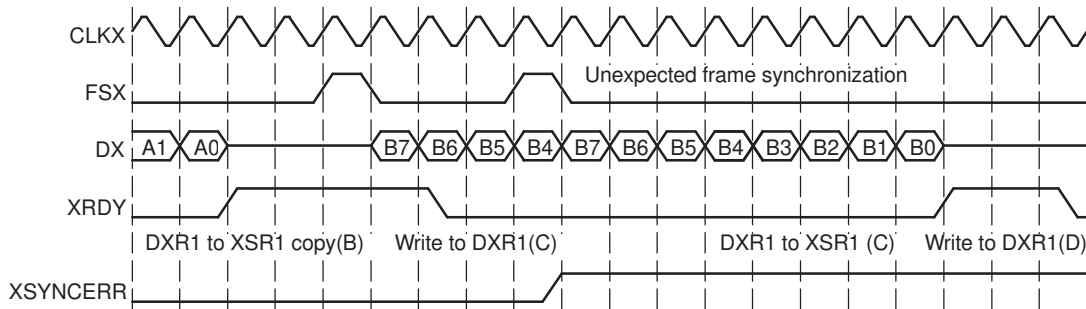 CLKX
FSX
Unexpected frame synchronization
DX
A1 A0 B7 B6 B5 B4 B7 B6 B5 B4 B3 B2 B1 B0
XRDY
DXR1 to XSR1 copy(B) Write to DXR1(C) DXR1 to XSR1 (C) Write to DXR1(D)
XSYNCERR